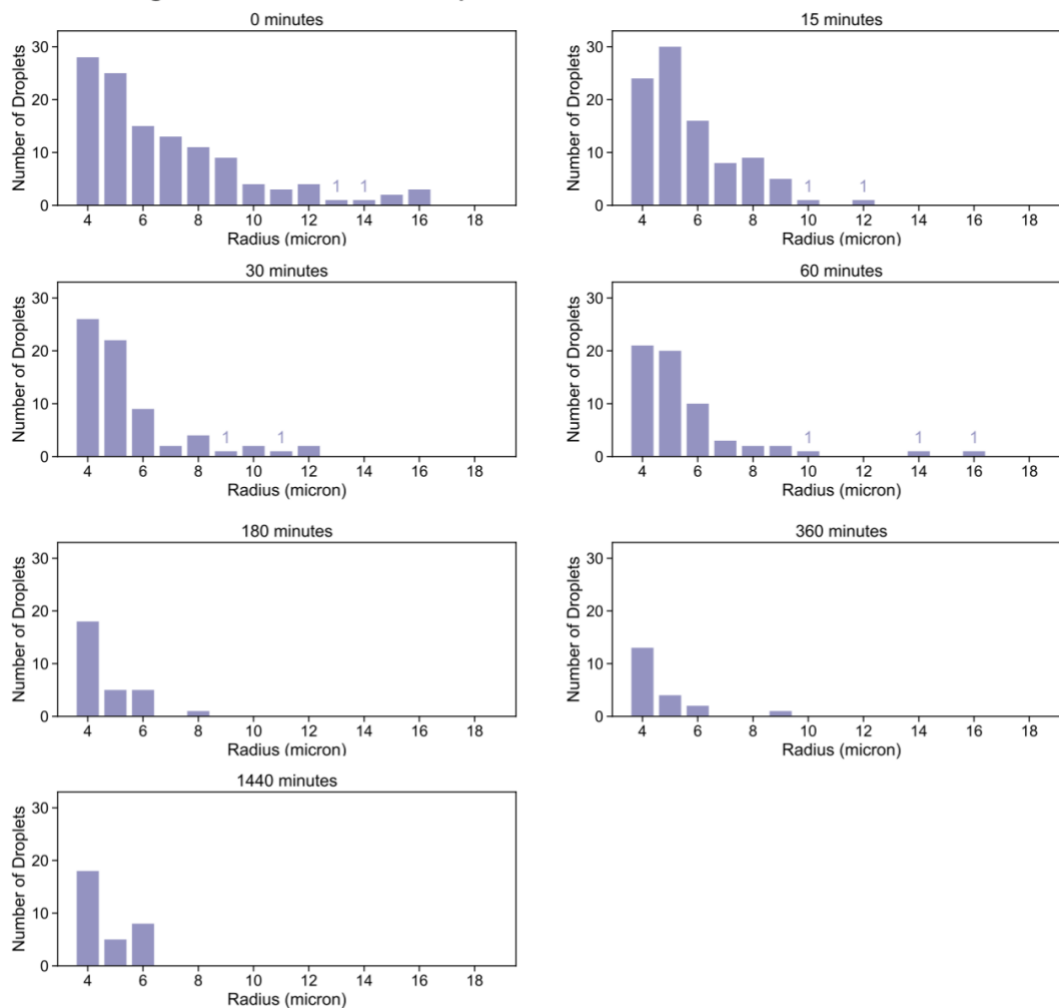 0 minutes
30
20
10
0
Number of Droplets
1 1
4 6 8 10 12 14 16 18
Radius (micron)
15 minutes
30
20
10
0
Number of Droplets
1 1
4 6 8 10 12 14 16 18
Radius (micron)
30 minutes
30
20
10
0
Number of Droplets
1 1
4 6 8 10 12 14 16 18
Radius (micron)
60 minutes
30
20
10
0
Number of Droplets
1 1 1
4 6 8 10 12 14 16 18
Radius (micron)
180 minutes
30
20
10
0
Number of Droplets
4 6 8 10 12 14 16 18
Radius (micron)
360 minutes
30
20
10
0
Number of Droplets
4 6 8 10 12 14 16 18
Radius (micron)
1440 minutes
30
20
10
0
Number of Droplets
4 6 8 10 12 14 16 18
Radius (micron)